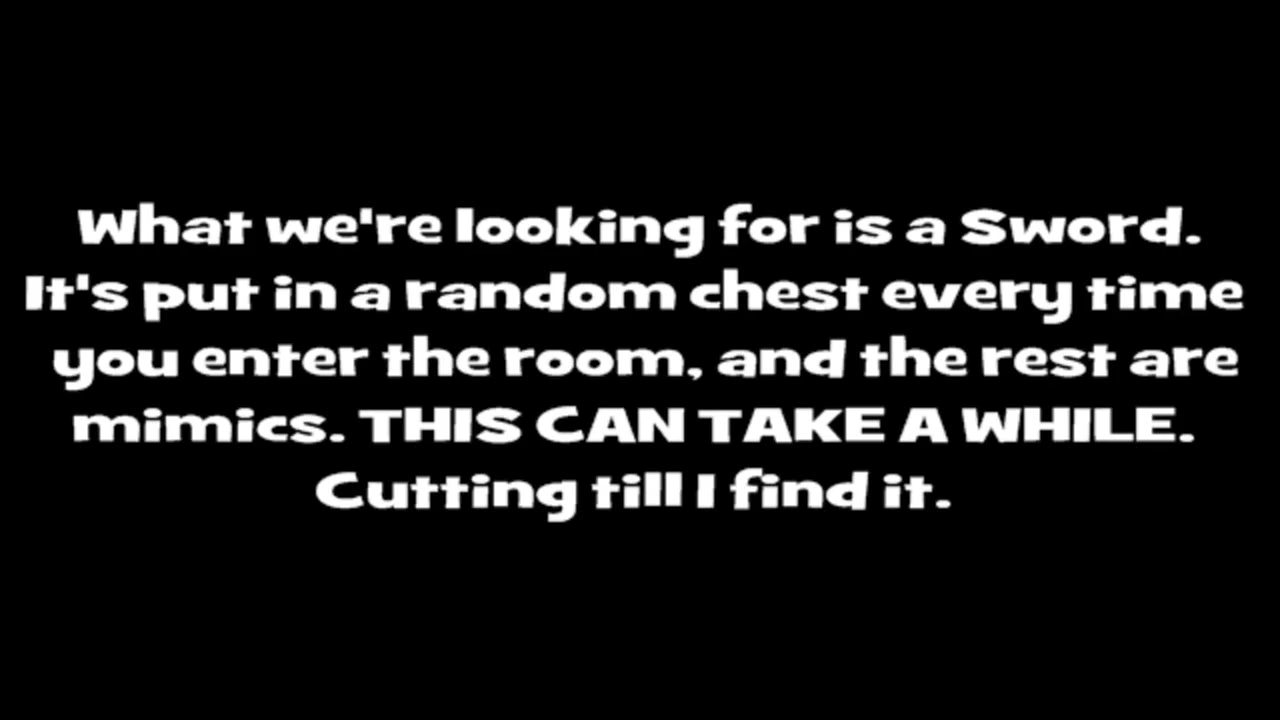 What we're looking for is a Sword.
It's put in a random chest every time
you enter the room, and the rest are
mimics. THIS CAN TAKE A WHILE.
Cutting till I find it.